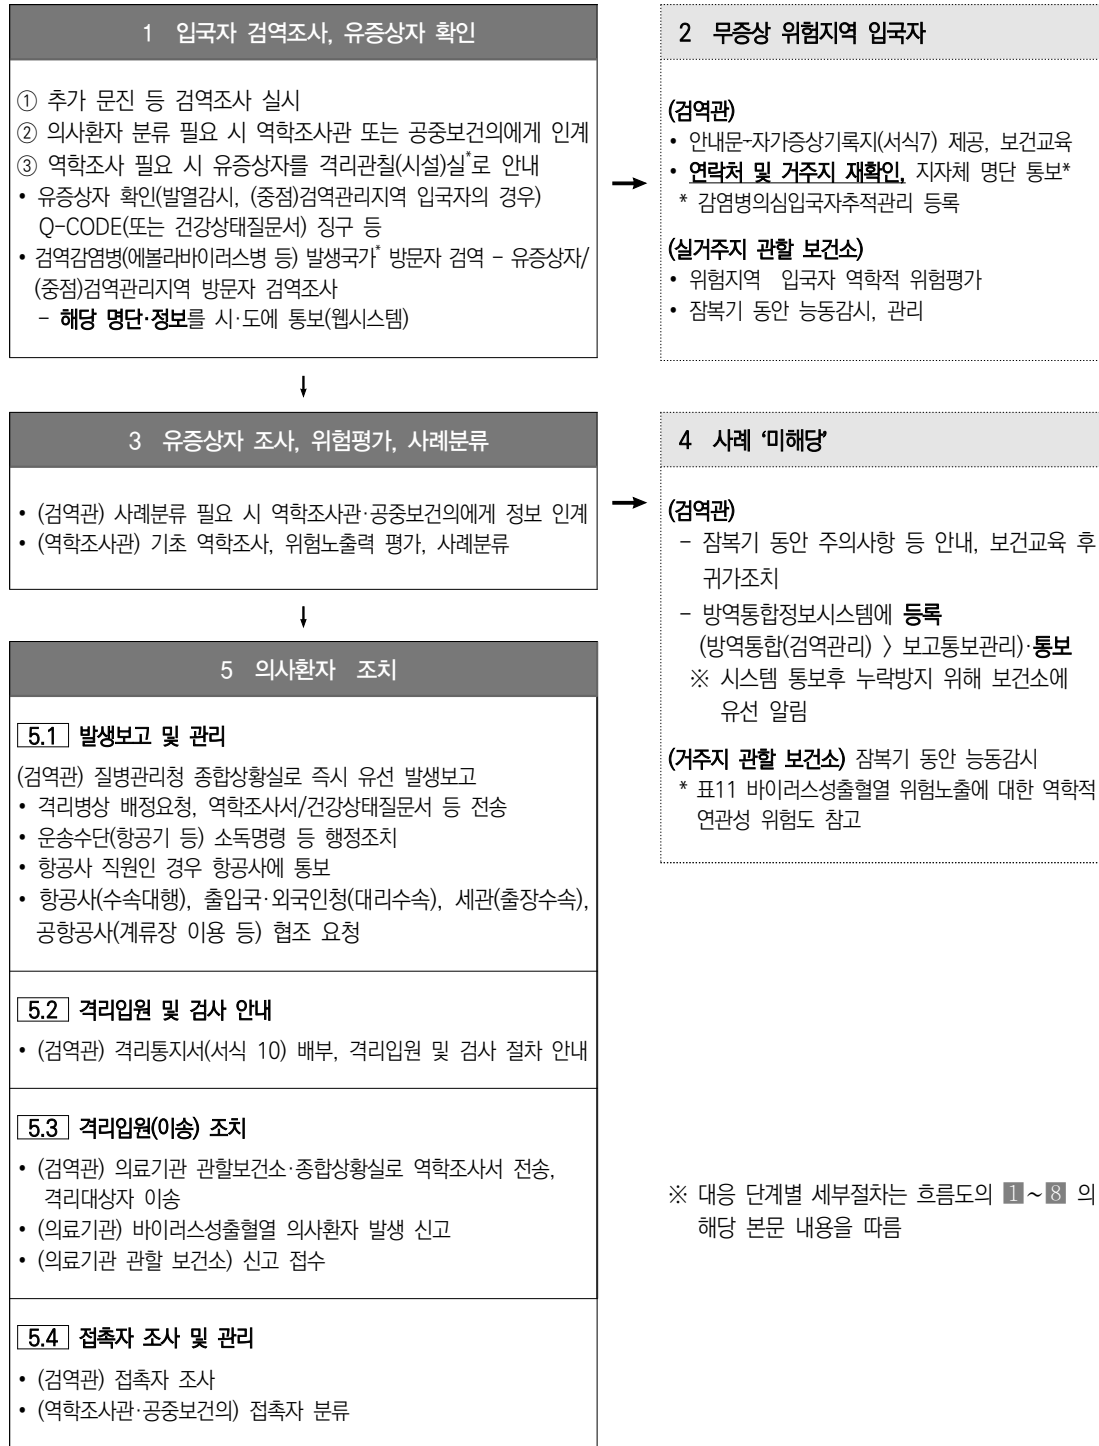 1 입국자 검역조사, 유증상자 확인
① 추가 문진 등 검역조사 실시
② 의사환자 분류 필요 시 역학조사관 또는 공중보건의에게 인계
③ 역학조사 필요 시 유증상자를 격리관찰(시설)실*로 안내
• 유증상자 확인(발열감시, (중점)검역관리지역 입국자의 경우)
Q-CODE(또는 건강상태질문서) 징구 등
• 검역감염병(에볼라바이러스병 등) 발생국가* 방문자 검역 - 유증상자/
(중점)검역관리지역 방문자 검역조사
- 해당 명단·정보를 시·도에 통보(웹시스템)
2 무증상 위험지역 입국자
(검역관)
• 안내문·자가증상기록지(서식7) 제공, 보건교육
• 연락처 및 거주지 재확인, 지자체 명단 통보*
* 감염병의심입국자추적관리 등록
(실거주지 관할 보건소)
• 위험지역 입국자 역학적 위험평가
• 잠복기 동안 능동감시, 관리
3 유증상자 조사, 위험평가, 사례분류
• (검역관) 사례분류 필요 시 역학조사관·공중보건의에게 정보 인계
• (역학조사관) 기초 역학조사, 위험노출력 평가, 사례분류
4 사례 '미해당'
(검역관)
- 잠복기 동안 주의사항 등 안내, 보건교육 후
귀가조치
- 방역통합정보시스템에 등록
(방역통합(검역관리) > 보고통보관리)·통보
※ 시스템 통보후 누락방지 위해 보건소에
유선 알림
(거주지 관할 보건소) 잠복기 동안 능동감시
* 표11 바이러스성출혈열 위험노출에 대한 역학적
연관성 위험도 참고
5 의사환자 조치
5.1 발생보고 및 관리
(검역관) 질병관리청 종합상황실로 즉시 유선 발생보고
• 격리병상 배정요청, 역학조사서/건강상태질문서 등 전송
• 운송수단(항공기 등) 소독명령 등 행정조치
• 항공사 직원인 경우 항공사에 통보
• 항공사(수속대행), 출입국·외국인청(대리수속), 세관(출장수속),
공항공사(계류장 이용 등) 협조 요청
5.2 격리입원 및 검사 안내
• (검역관) 격리통지서(서식 10) 배부, 격리입원 및 검사 절차 안내
5.3 격리입원(이송) 조치
• (검역관) 의료기관 관할보건소·종합상황실로 역학조사서 전송,
격리대상자 이송
• (의료기관) 바이러스성출혈열 의사환자 발생 신고
• (의료기관 관할 보건소) 신고 접수
※ 대응 단계별 세부절차는 흐름도의 1~8 의
해당 본문 내용을 따름
5.4 접촉자 조사 및 관리
• (검역관) 접촉자 조사
• (역학조사관·공중보건의) 접촉자 분류